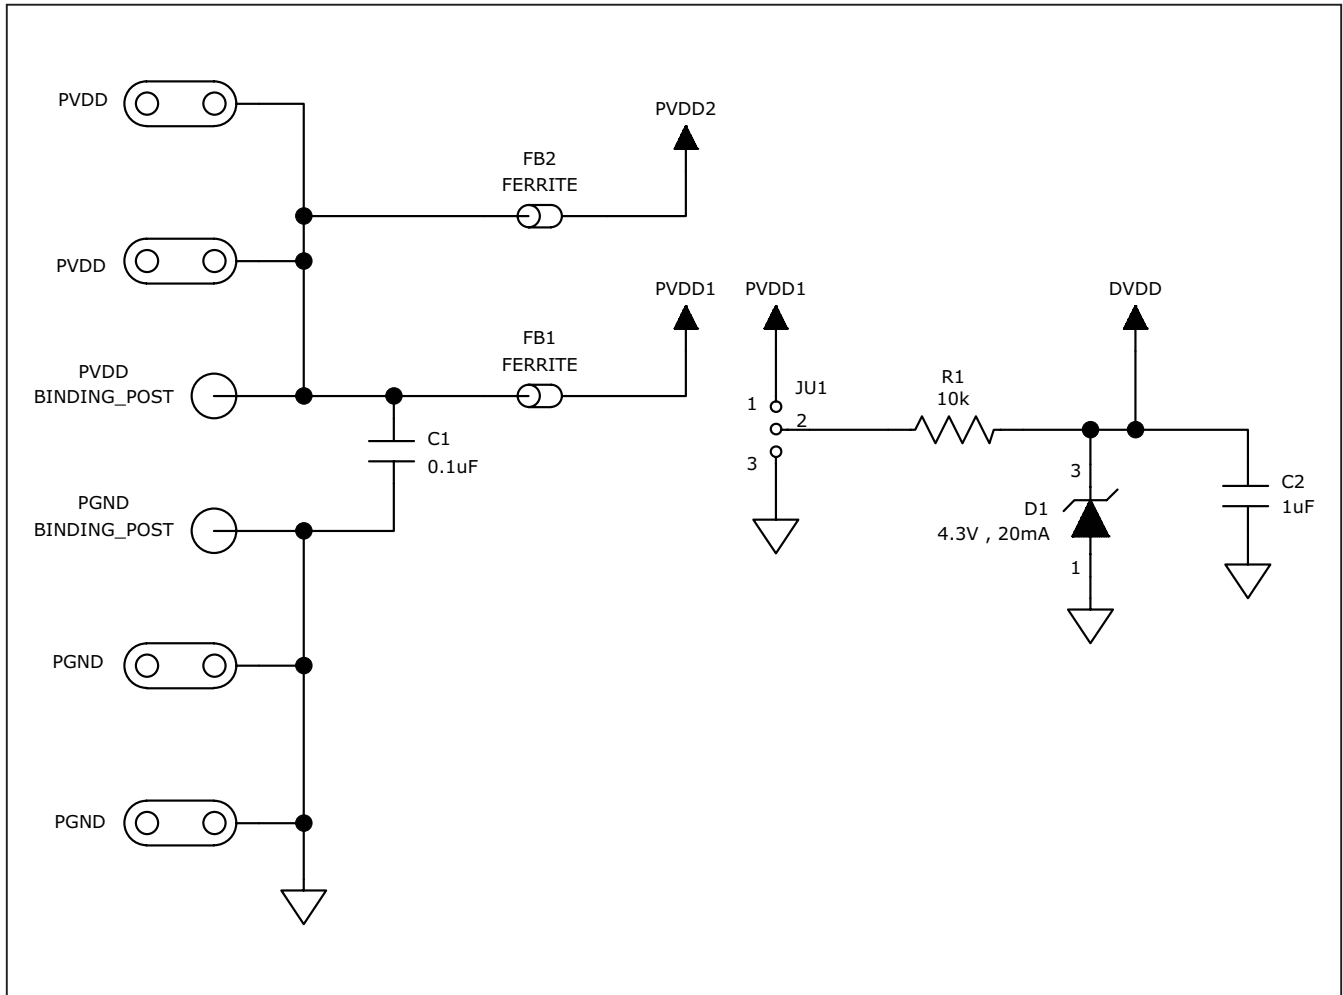 PVDD
PVDD2
FB2
FERRITE
PVDD
PVDD1
PVDD1
DVDD
FB1
FERRITE
PVDD
BINDING_POST
JU1
1
2
3
R1
10k
C1
0.1uF
3
D1
4.3V , 20mA
1
C2
1uF
PGND
BINDING_POST
PGND
PGND